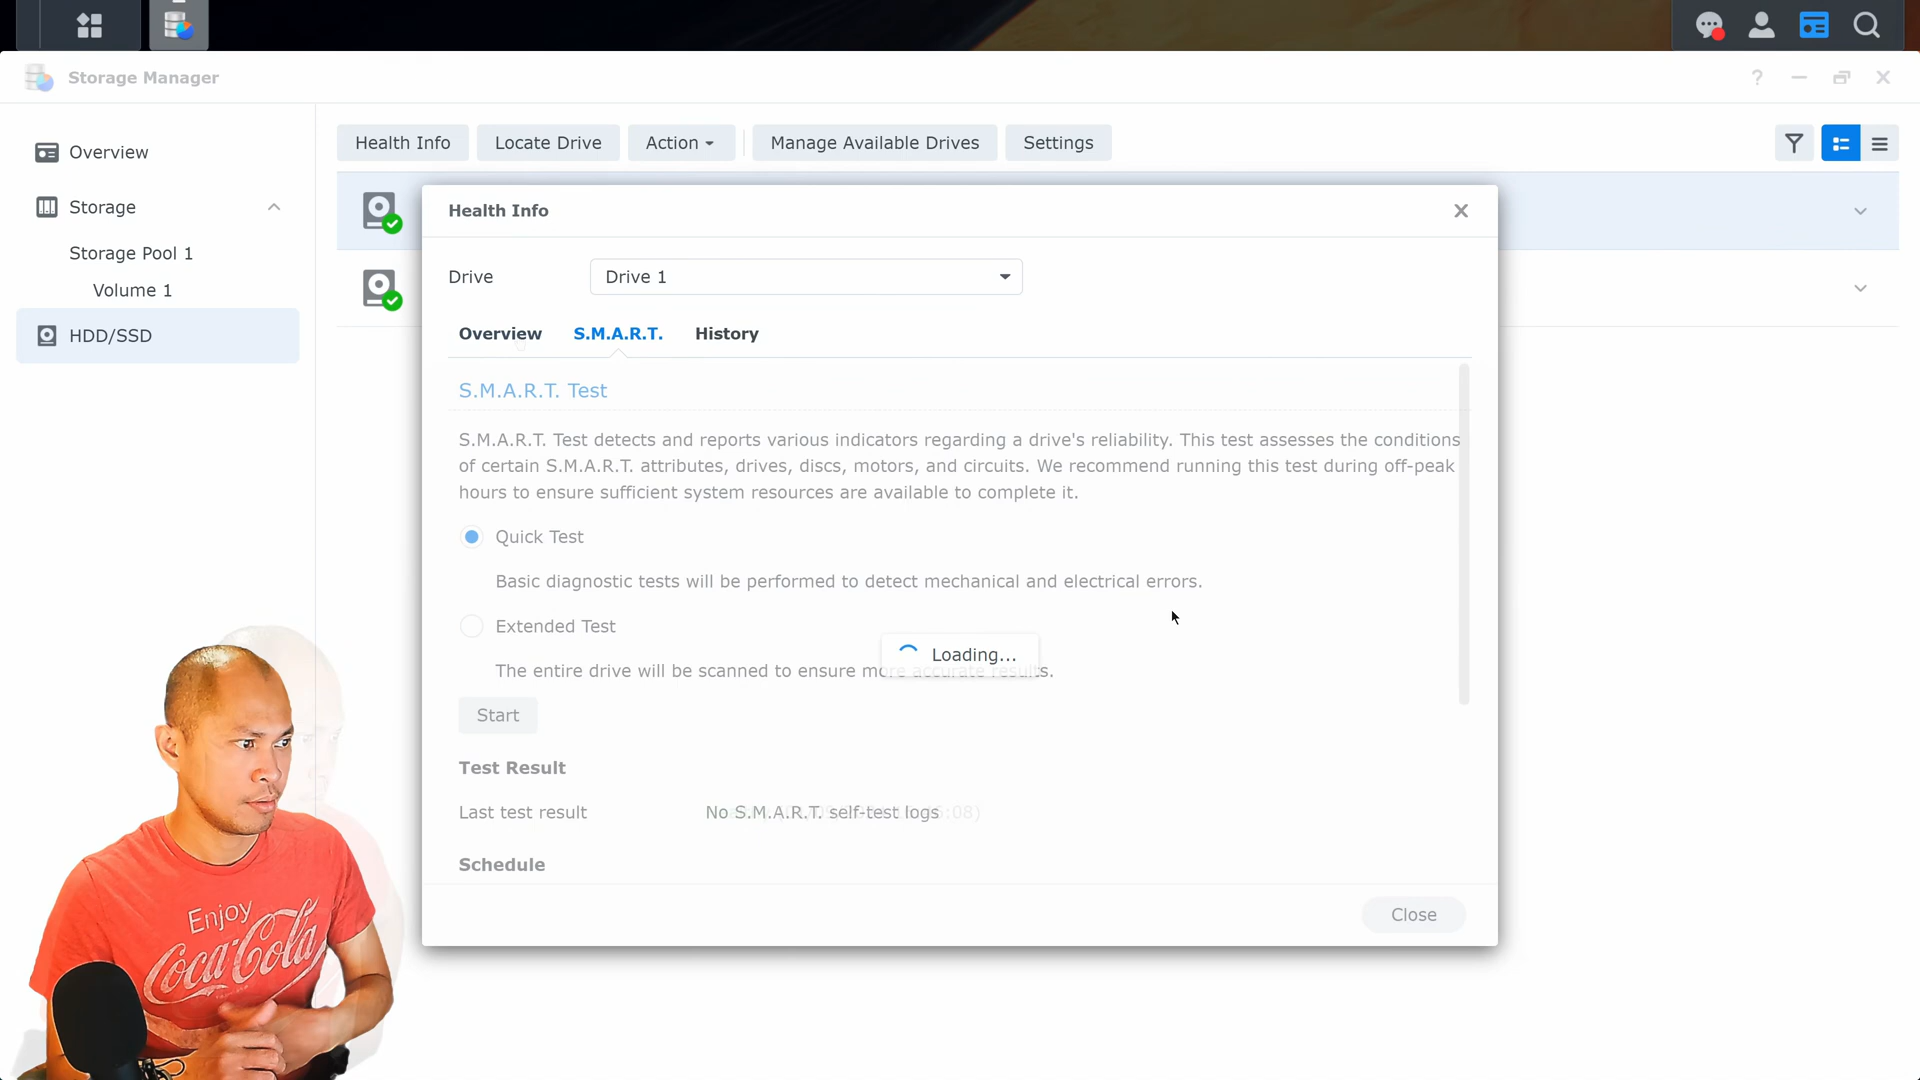 Storage Manager
Overview
Storage
Storage Pool 1
Volume 1
HDD/SSD
Health Info
Locate Drive
Action
Manage Available Drives
Settings
Health Info
Drive
Drive 1
Overview
S.M.A.R.T.
History
S.M.A.R.T. Test
S.M.A.R.T. Test detects and reports various indicators regarding a drive's reliability. This test assesses the conditions
of certain S.M.A.R.T. attributes, drives, discs, motors, and circuits. We recommend running this test during off-peak
hours to ensure sufficient system resources are available to complete it.
Quick Test
Basic diagnostic tests will be performed to detect mechanical and electrical errors.
Extended Test
The entire drive will be scanned to ensure more accurate results.
Loading...
Start
Test Result
Last test result
No S.M.A.R.T. self-test logs
Schedule
Close
Enjoy
Coca-Cola